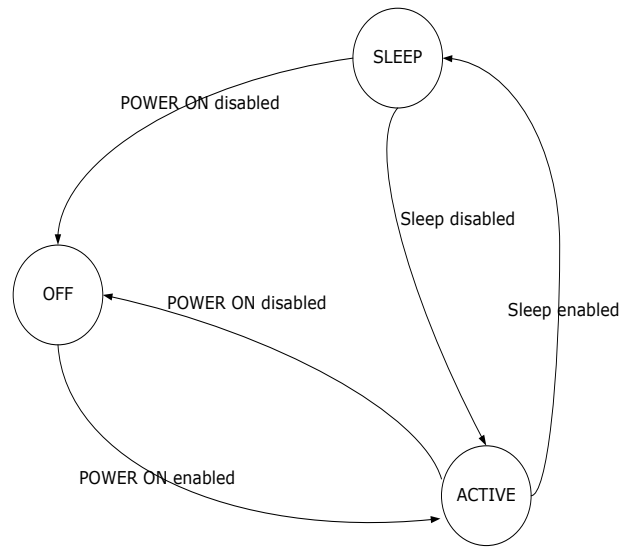 SLEEP
POWER ON disabled
Sleep disabled
OFF
POWER ON disabled
Sleep enabled
POWER ON enabled
ACTIVE